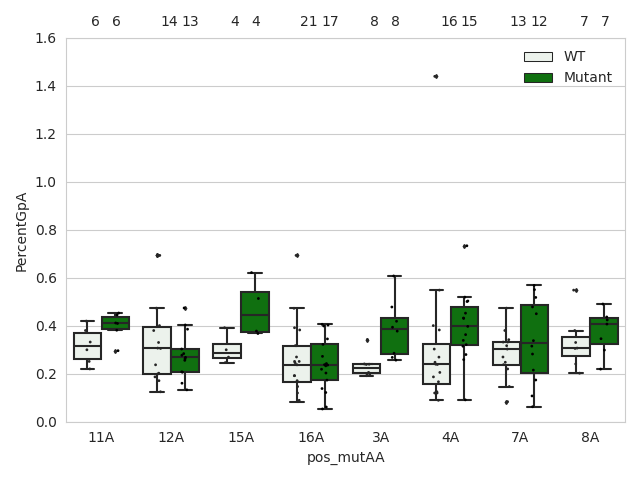 6 6 14 13 4 4 21 17 8 8 16 15 13 12 7 7
1.6
1.4
1.2
1.0
0.8
0.6
0.4
0.2
0.0
PercentGpA
WT
Mutant
11A 12A 15A 16A 3A 4A 7A 8A
pos_mutAA